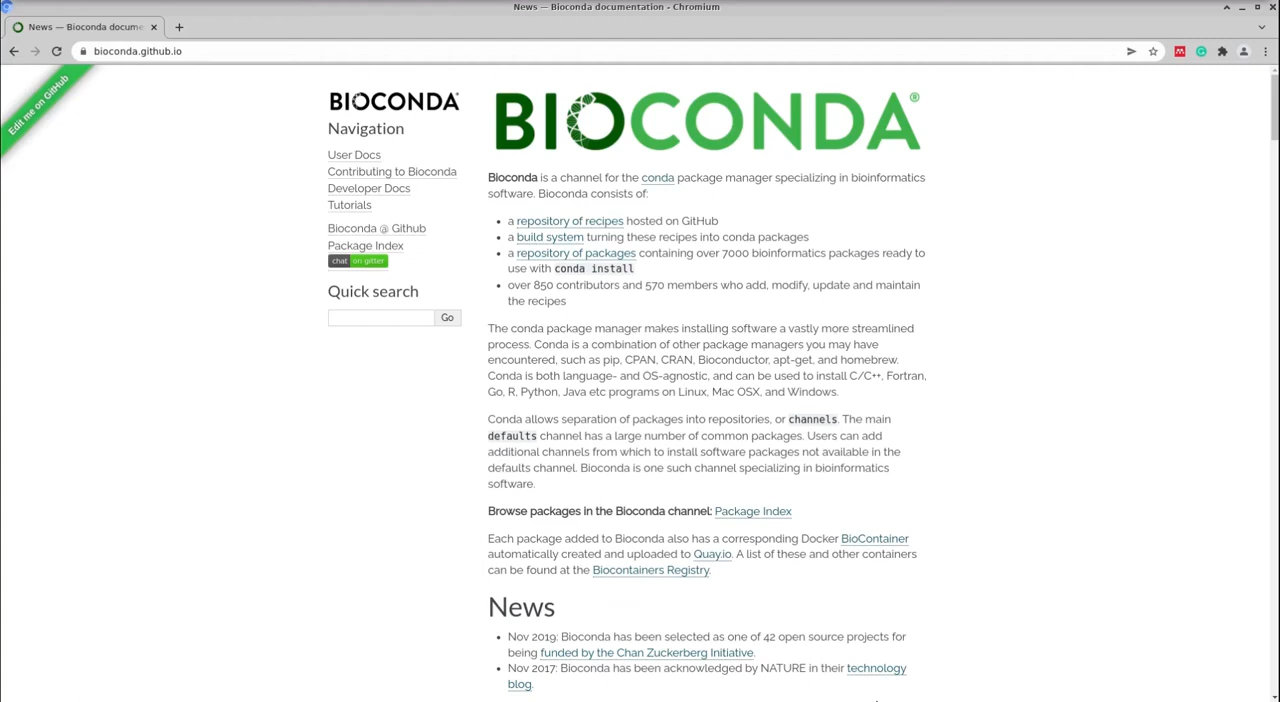 News — Bioconda documentation - Chromium
News — Bioconda docume
bioconda.github.io
Edit me on GitHub
BIOCONDA
Navigation
User Docs
Contributing to Bioconda
Developer Docs
Tutorials
Bioconda @ Github
Package Index
chat on gitter
Quick search
Go
BIOCONDA®
Bioconda is a channel for the conda package manager specializing in bioinformatics
software. Bioconda consists of:
• a repository of recipes hosted on GitHub
• a build system turning these recipes into conda packages
• a repository of packages containing over 7000 bioinformatics packages ready to
use with conda install
• over 850 contributors and 570 members who add, modify, update and maintain
the recipes
The conda package manager makes installing software a vastly more streamlined
process. Conda is a combination of other package managers you may have
encountered, such as pip, CPAN, CRAN, Bioconductor, apt-get, and homebrew.
Conda is both language- and OS-agnostic, and can be used to install C/C++, Fortran,
Go, R, Python, Java etc programs on Linux, Mac OSX, and Windows.
Conda allows separation of packages into repositories, or channels. The main
defaults channel has a large number of common packages. Users can add
additional channels from which to install software packages not available in the
defaults channel. Bioconda is one such channel specializing in bioinformatics
software.
Browse packages in the Bioconda channel: Package Index
Each package added to Bioconda also has a corresponding Docker BioContainer
automatically created and uploaded to Quay.io. A list of these and other containers
can be found at the Biocontainers Registry.
News
• Nov 2019: Bioconda has been selected as one of 42 open source projects for
being funded by the Chan Zuckerberg Initiative.
• Nov 2017: Bioconda has been acknowledged by NATURE in their technology
blog.